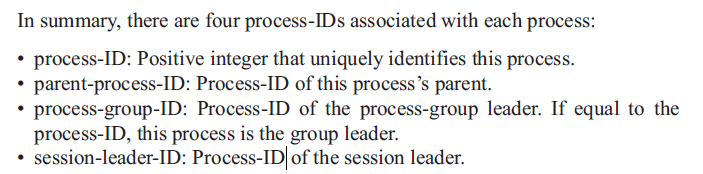 In summary, there are four process-IDs associated with each process:
• process-ID: Positive integer that uniquely identifies this process.
• parent-process-ID: Process-ID of this process’s parent.
• process-group-ID: Process-ID of the process-group leader. If equal to the
process-ID, this process is the group leader.
• session-leader-ID: Process-ID of the session leader.